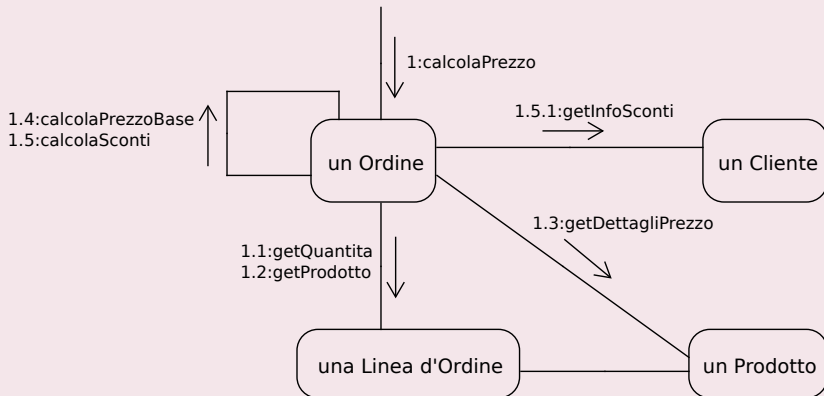 1:calcolaPrezzo
1.4:calcolaPrezzoBase
1.5:calcolaSconti
1.5.1:getInfoSconti
un Ordine
un Cliente
1.3:getDettagliPrezzo
1.1:getQuantita
1.2:getProdotto
una Linea d'Ordine
un Prodotto